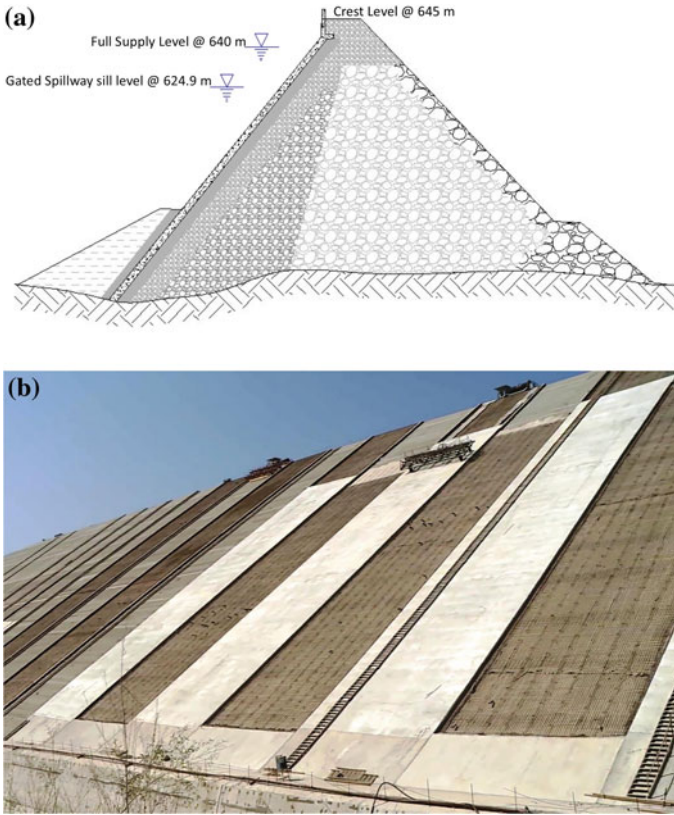 (a)
Crest Level @ 645 m
Full Supply Level @ 640 m
Gated Spillway sill level @ 624.9 m
(b)